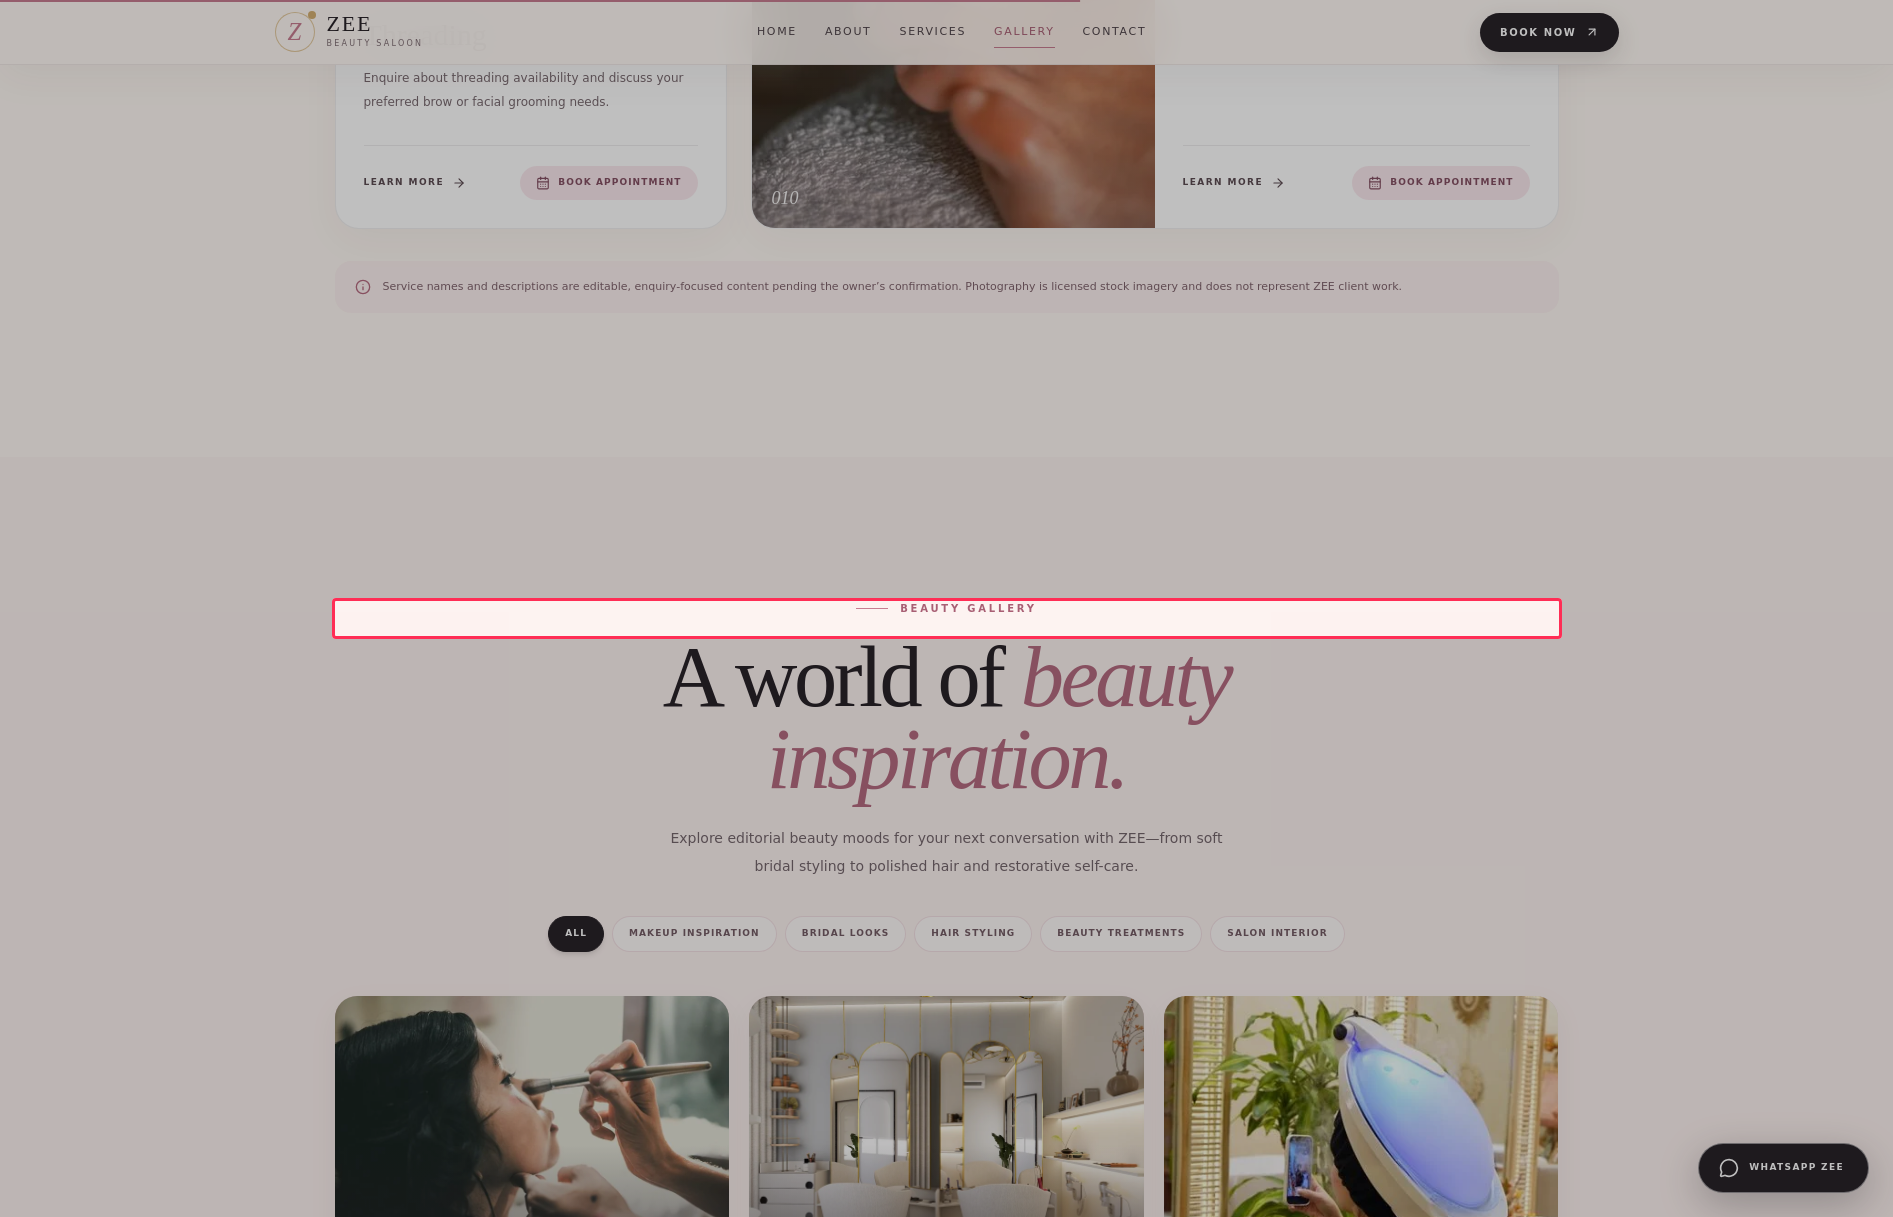 Z
ZEE
BEAUTY SALOON
HOME
ABOUT
SERVICES
GALLERY
CONTACT
BOOK NOW
Enquire about threading availability and discuss your
preferred brow or facial grooming needs.
LEARN MORE
BOOK APPOINTMENT
010
LEARN MORE
BOOK APPOINTMENT
Service names and descriptions are editable, enquiry-focused content pending the owner’s confirmation. Photography is licensed stock imagery and does not represent ZEE client work.
BEAUTY GALLERY
A world of beauty
inspiration.
Explore editorial beauty moods for your next conversation with ZEE—from soft
bridal styling to polished hair and restorative self-care.
ALL
MAKEUP INSPIRATION
BRIDAL LOOKS
HAIR STYLING
BEAUTY TREATMENTS
SALON INTERIOR
WHATSAPP ZEE